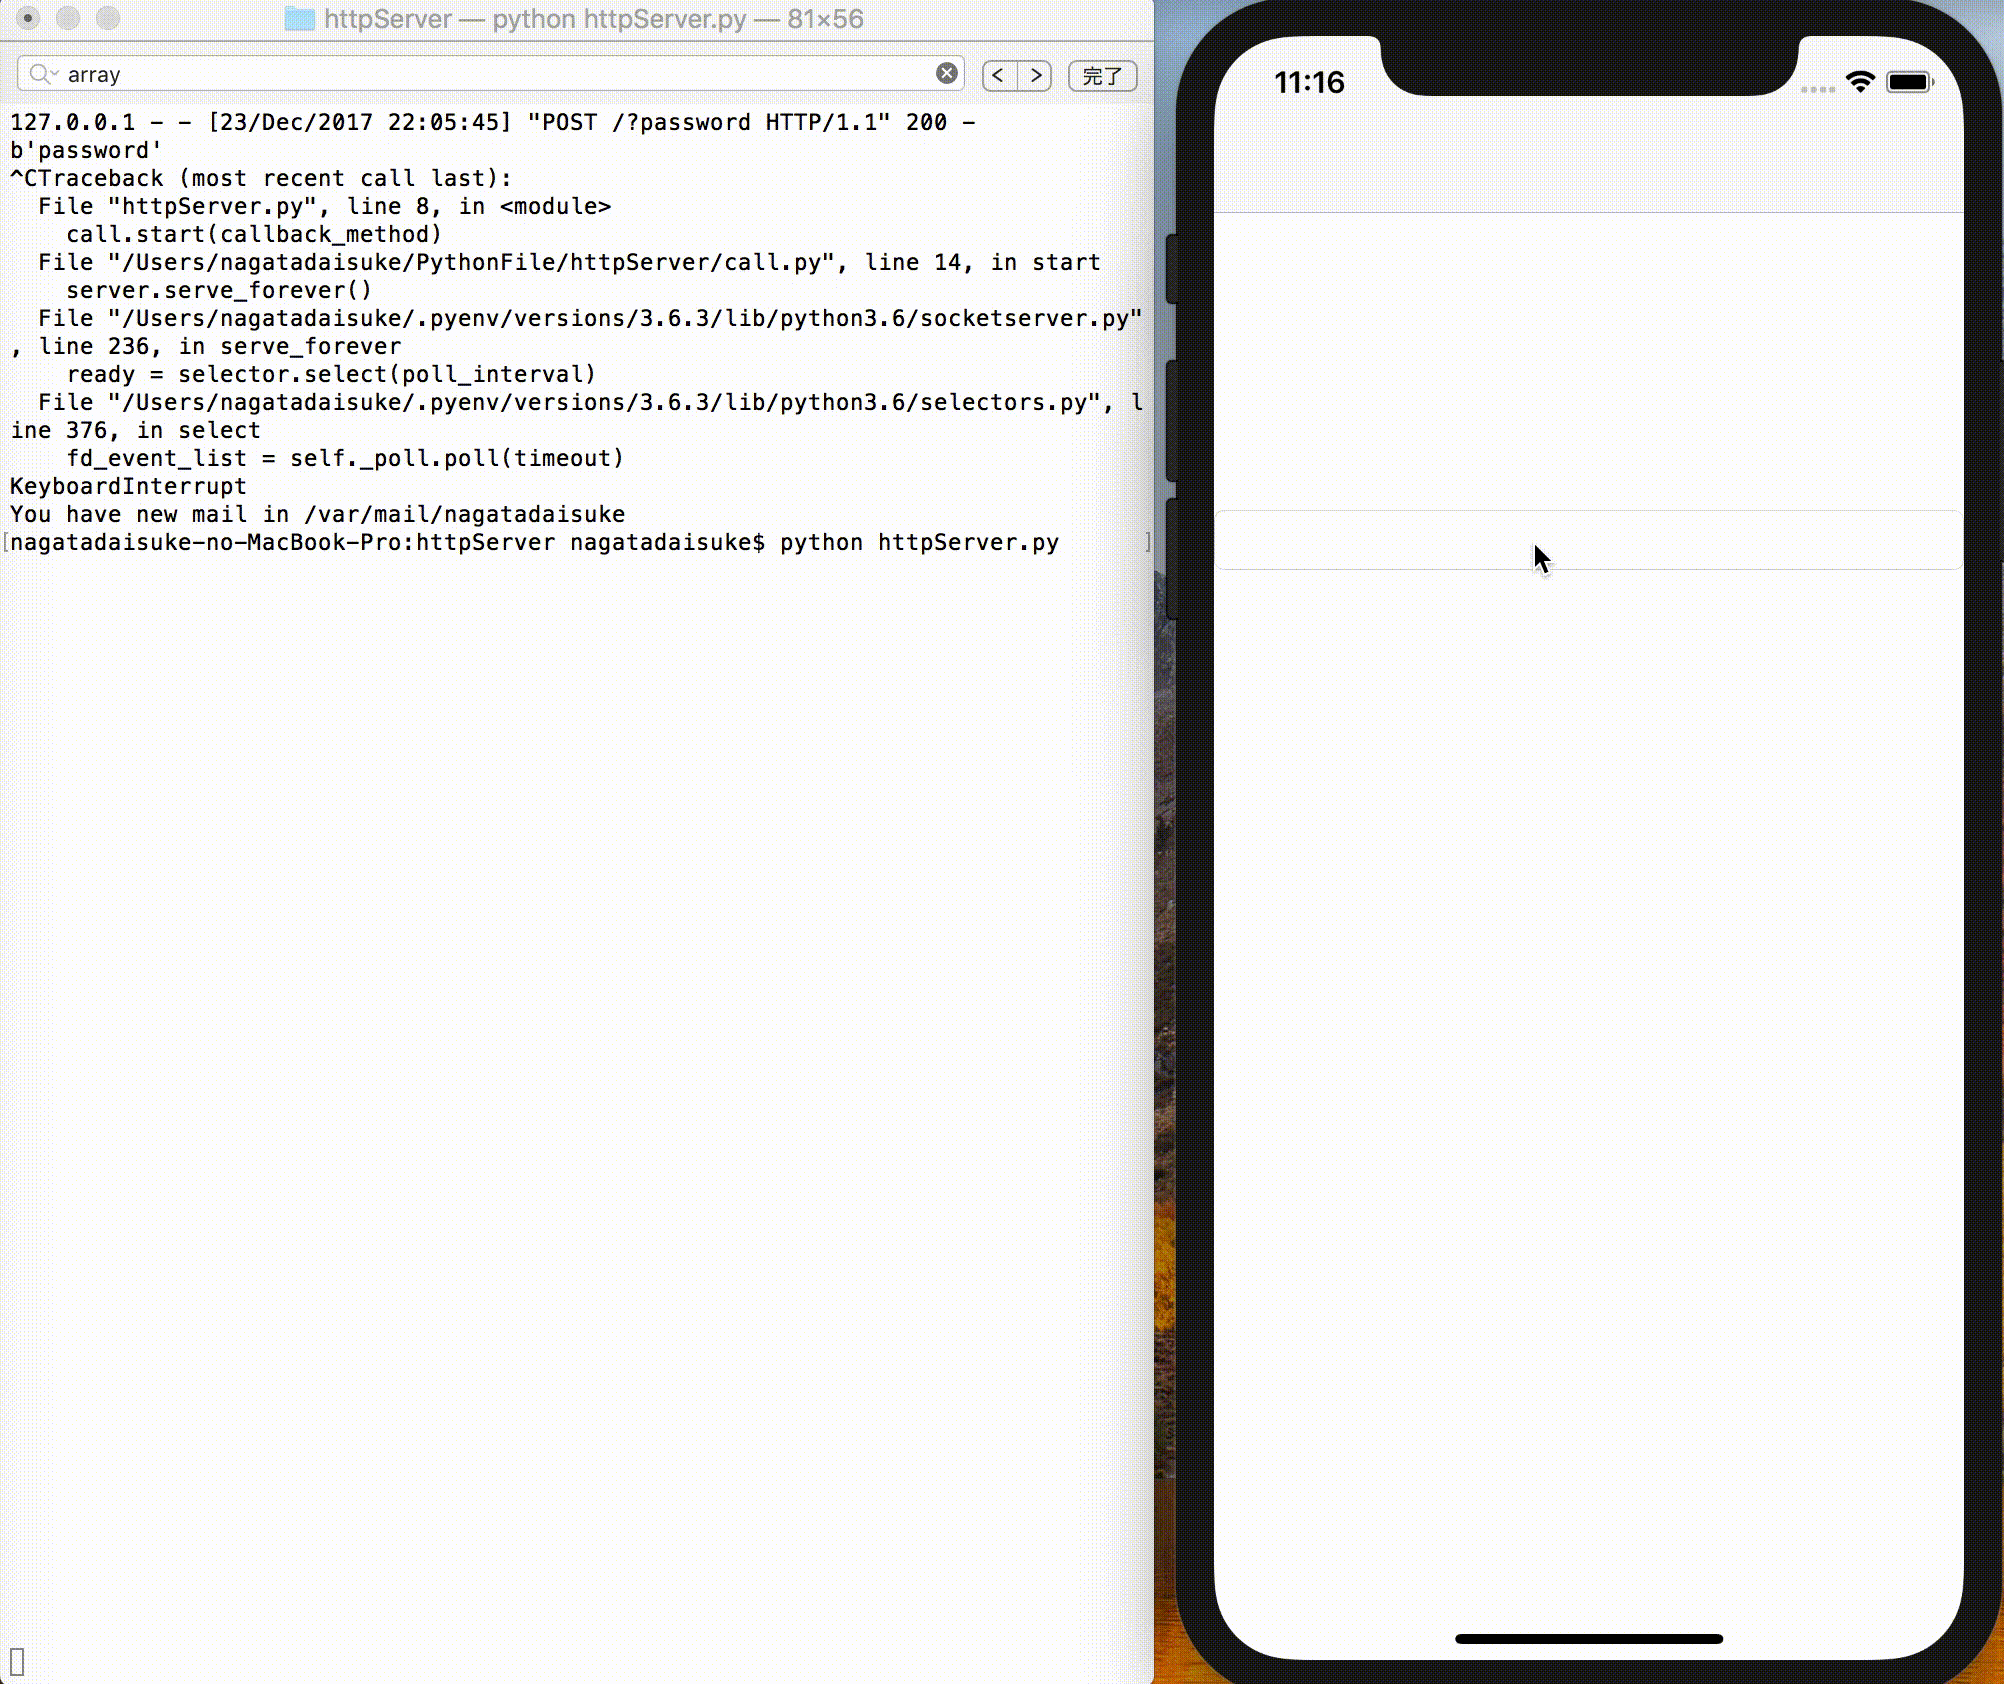 httpServer — python httpServer.py — 81×56
array
完了
127.0.0.1 - - [23/Dec/2017 22:05:45] "POST /?password HTTP/1.1" 200 -
b'password'
^CTraceback (most recent call last):
  File "httpServer.py", line 8, in <module>
    call.start(callback_method)
  File "/Users/nagatadaisuke/PythonFile/httpServer/call.py", line 14, in start
    server.serve_forever()
  File "/Users/nagatadaisuke/.pyenv/versions/3.6.3/lib/python3.6/socketserver.py"
, line 236, in serve_forever
    ready = selector.select(poll_interval)
  File "/Users/nagatadaisuke/.pyenv/versions/3.6.3/lib/python3.6/selectors.py", l
ine 376, in select
    fd_event_list = self._poll.poll(timeout)
KeyboardInterrupt
You have new mail in /var/mail/nagatadaisuke
[nagatadaisuke-no-MacBook-Pro:httpServer nagatadaisuke$ python httpServer.py ]
11:16